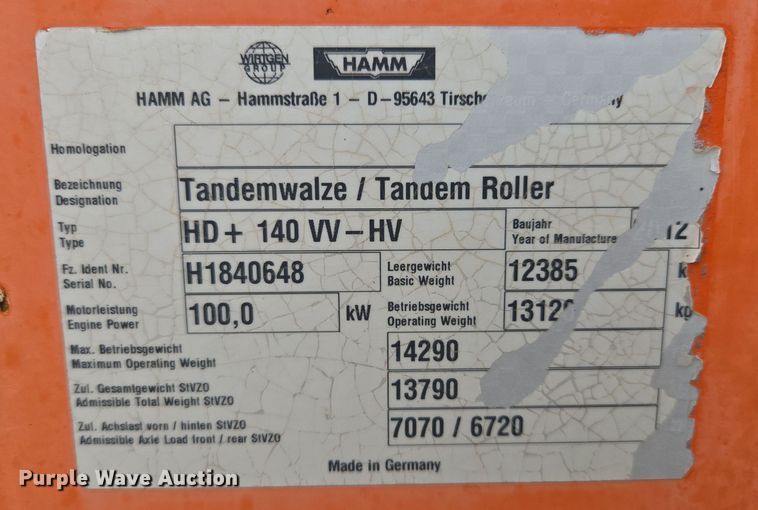 WIRTGEN GROUP
HAMM
HAMM AG – Hammstraße 1 – D–95643 Germany
Homologation
Bezeichnung
Designation
Tandemwalze / Tandem Roller
Typ
Type
HD+ 140 VV–HV
Baujahr
Year of Manufacture
Fz. Ident Nr.
Serial No.
H1840648
Leergewicht
Basic Weight
12385
Motorleistung
Engine Power
100,0 kW
Betriebsgewicht
Operating Weight
Max. Betriebsgewicht
Maximum Operating Weight
14290
Zul. Gesamtgewicht StVZO
Admissible Total Weight StVZO
13790
Zul. Achslast vorn / hinten StVZO
Admissible Axle Load front / rear StVZO
7070 / 6720
Made in Germany
Purple Wave Auction